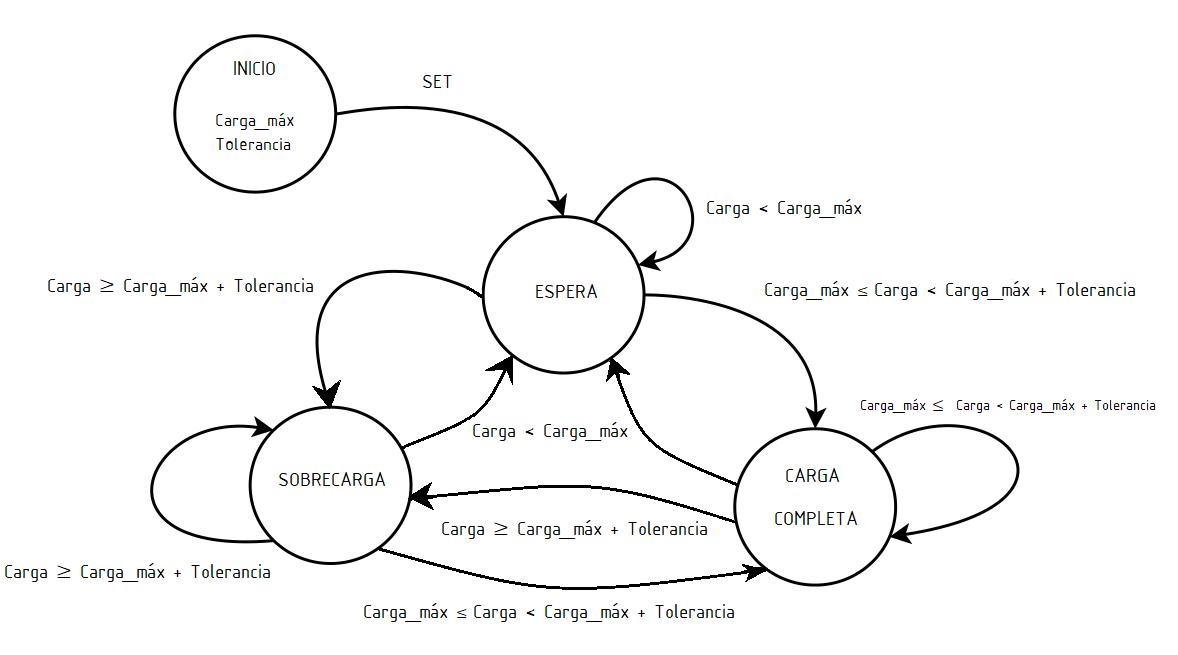 INICIO
Carga_máx
Tolerancia
SET
Carga < Carga_máx
Carga ≥ Carga_máx + Tolerancia
ESPERA
Carga_máx ≤ Carga < Carga_máx + Tolerancia
Carga_máx ≤ Carga < Carga_máx + Tolerancia
Carga < Carga_máx
SOBRECARGA
CARGA
COMPLETA
Carga ≥ Carga_máx + Tolerancia
Carga ≥ Carga_máx + Tolerancia
Carga_máx ≤ Carga < Carga_máx + Tolerancia